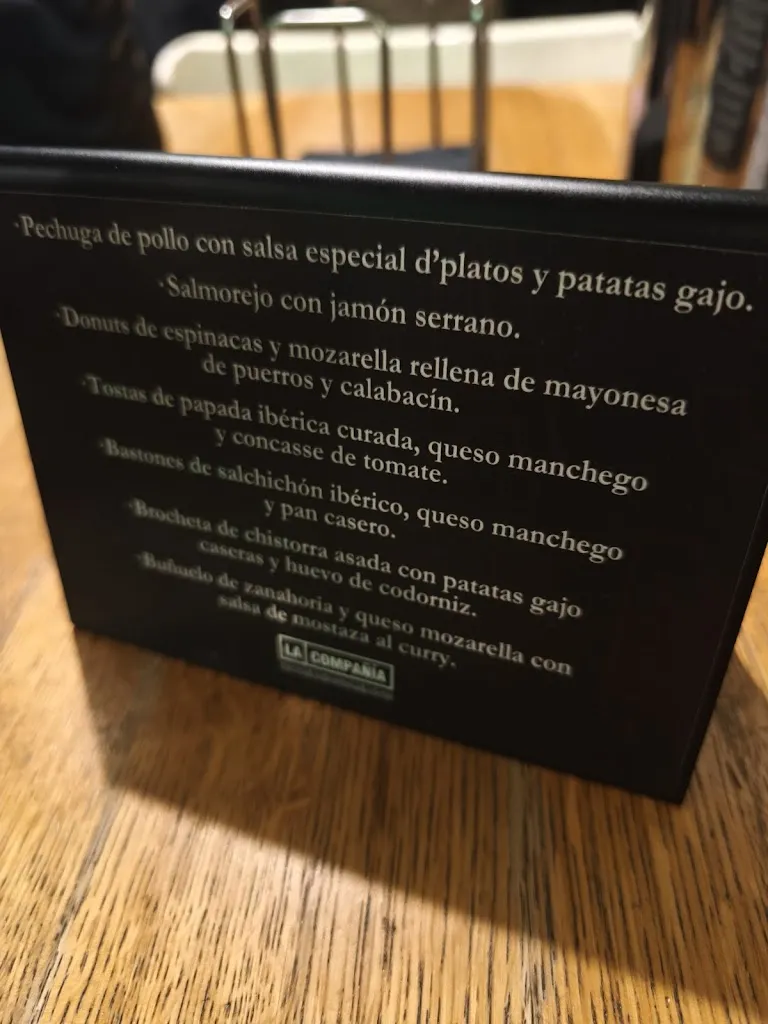 ·Pechuga de pollo con salsa especial d'platos y patatas gajo.
·Salmorejo con jamón serrano.
·Donuts de espinacas y mozarella rellena de mayonesa
de puerros y calabacín.
·Tostas de papada ibérica curada, queso manchego
y concasse de tomate.
·Bastones de salchichón ibérico, queso manchego
y pan casero.
·Brocheta de chistorra asada con patatas gajo
caseras y huevo de codorniz.
·Buñuelo de zanahoria y queso mozarella con
salsa de mostaza al curry.
LA COMPAÑIA